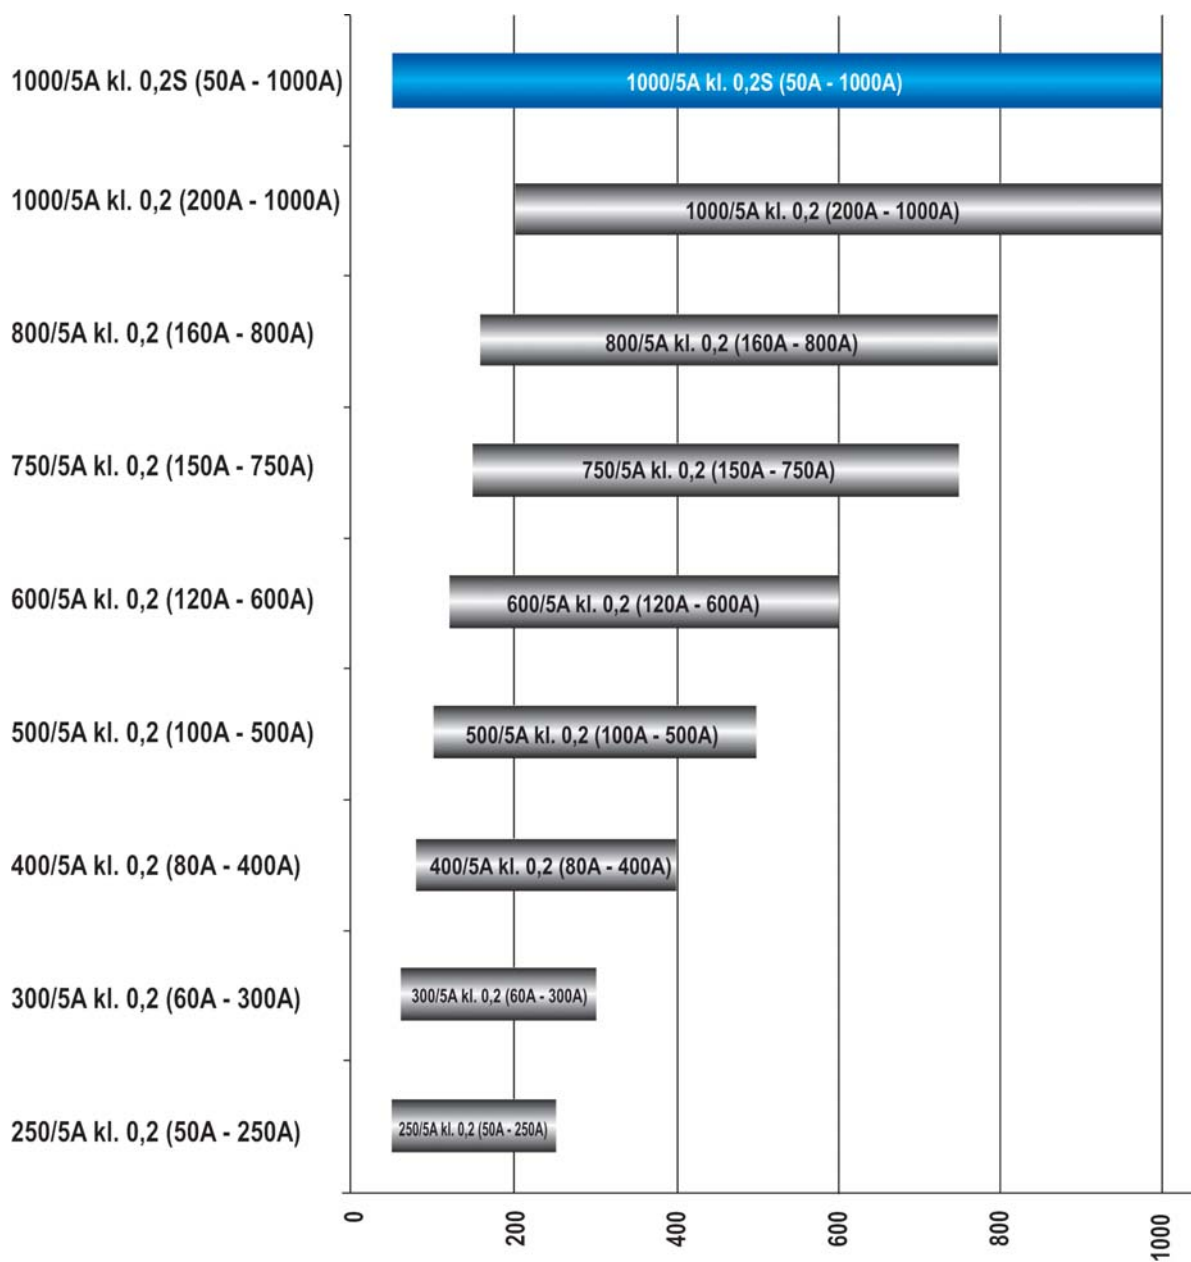 1000/5A kl. 0,2S (50A - 1000A)
1000/5A kl. 0,2S (50A - 1000A)
1000/5A kl. 0,2 (200A - 1000A)
1000/5A kl. 0,2 (200A - 1000A)
800/5A kl. 0,2 (160A - 800A)
800/5A kl. 0,2 (160A - 800A)
750/5A kl. 0,2 (150A - 750A)
750/5A kl. 0,2 (150A - 750A)
600/5A kl. 0,2 (120A - 600A)
600/5A kl. 0,2 (120A - 600A)
500/5A kl. 0,2 (100A - 500A)
500/5A kl. 0,2 (100A - 500A)
400/5A kl. 0,2 (80A - 400A)
400/5A kl. 0,2 (80A - 400A)
300/5A kl. 0,2 (60A - 300A)
300/5A kl. 0,2 (60A - 300A)
250/5A kl. 0,2 (50A - 250A)
250/5A kl. 0,2 (50A - 250A)
0
200
400
600
800
1000